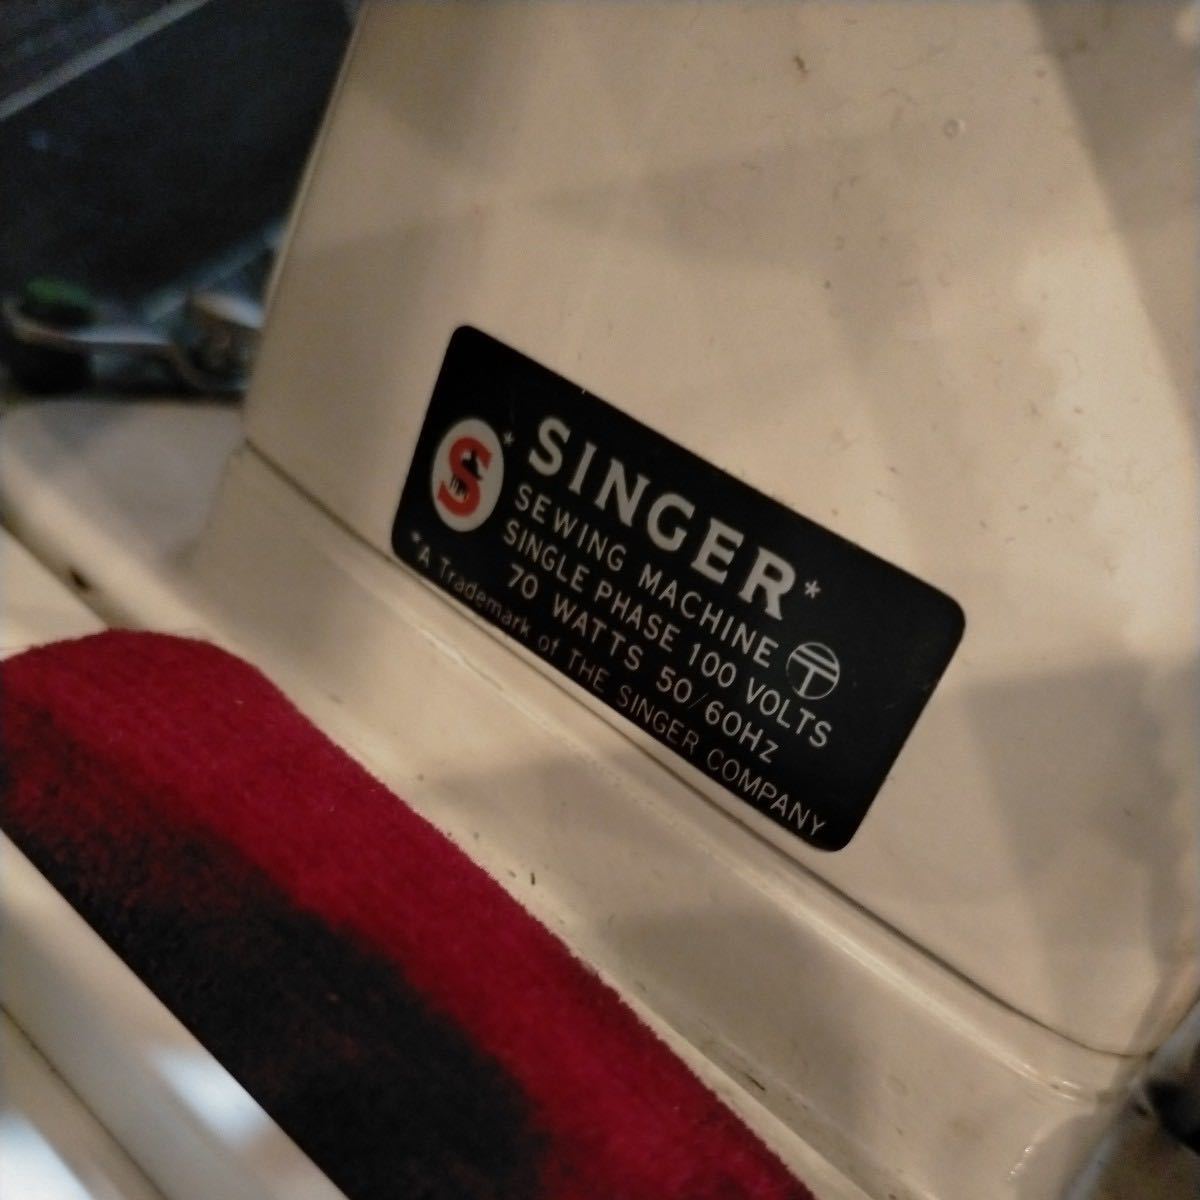 SINGER*
SEWING MACHINE
SINGLE PHASE 100 VOLTS
70 WATTS 50/60Hz
*A Trademark of THE SINGER COMPANY
S*